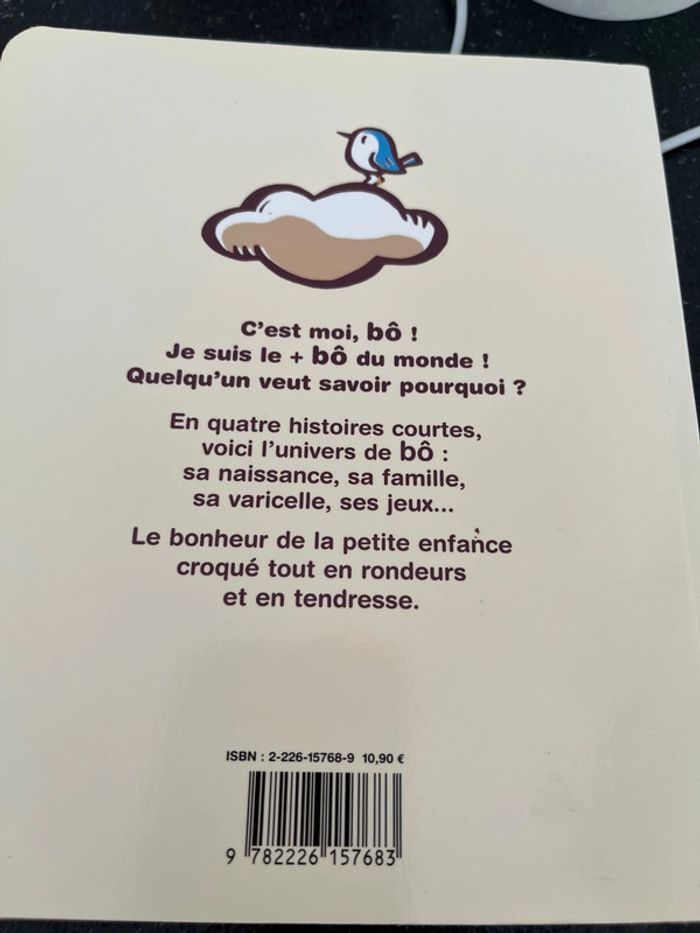 C'est moi, bô !
Je suis le + bô du monde !
Quelqu'un veut savoir pourquoi ?
En quatre histoires courtes,
voici l'univers de bô :
sa naissance, sa famille,
sa varicelle, ses jeux...
Le bonheur de la petite enfance
croqué tout en rondeurs
et en tendresse.
ISBN : 2-226-15768-9 10,90 €
9 782226 157683